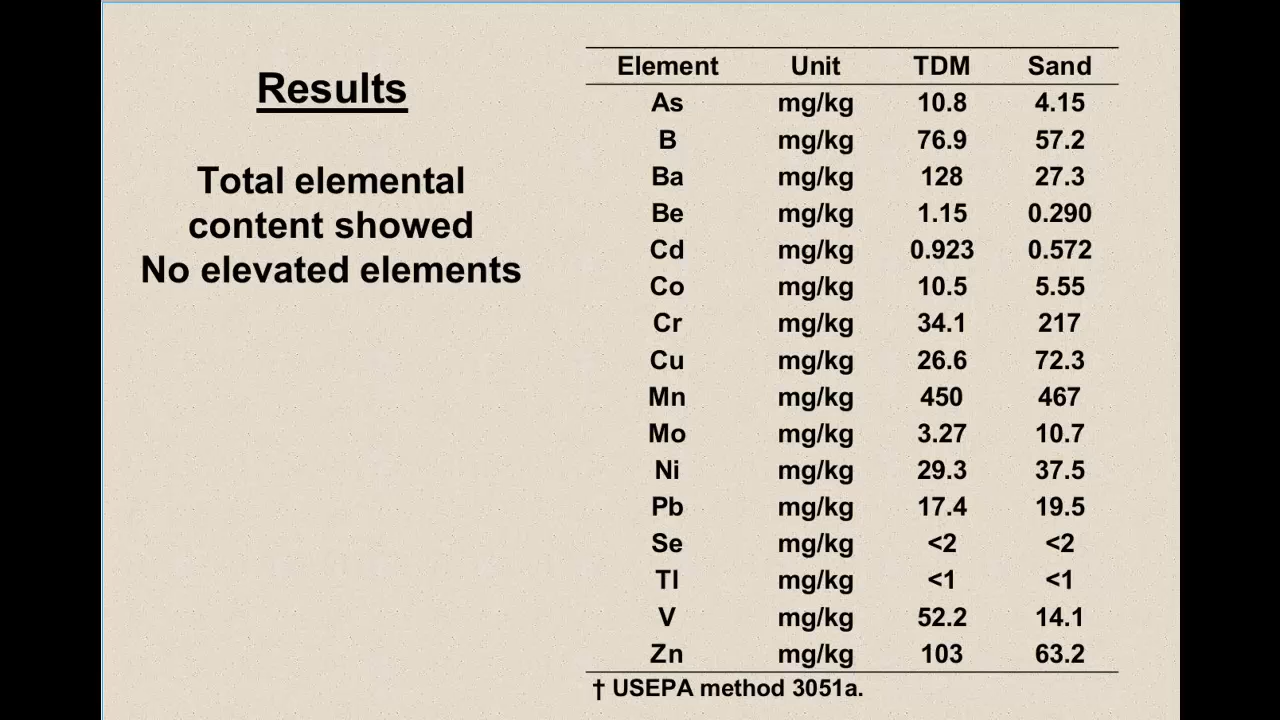 Results
Total elemental
content showed
No elevated elements
Element Unit TDM Sand
As mg/kg 10.8 4.15
B mg/kg 76.9 57.2
Ba mg/kg 128 27.3
Be mg/kg 1.15 0.290
Cd mg/kg 0.923 0.572
Co mg/kg 10.5 5.55
Cr mg/kg 34.1 217
Cu mg/kg 26.6 72.3
Mn mg/kg 450 467
Mo mg/kg 3.27 10.7
Ni mg/kg 29.3 37.5
Pb mg/kg 17.4 19.5
Se mg/kg <2 <2
Tl mg/kg <1 <1
V mg/kg 52.2 14.1
Zn mg/kg 103 63.2
† USEPA method 3051a.